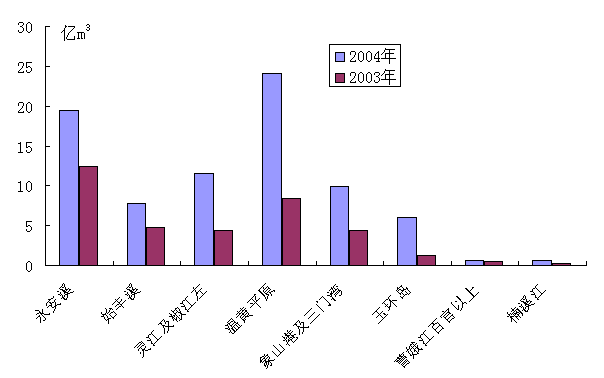 亿m³
30
25
20
15
10
5
0
2004年
2003年
永安溪
始丰溪
灵江及椒江左
温黄平原
象山港及三门湾
玉环岛
曹娥江百官以上
楠溪江